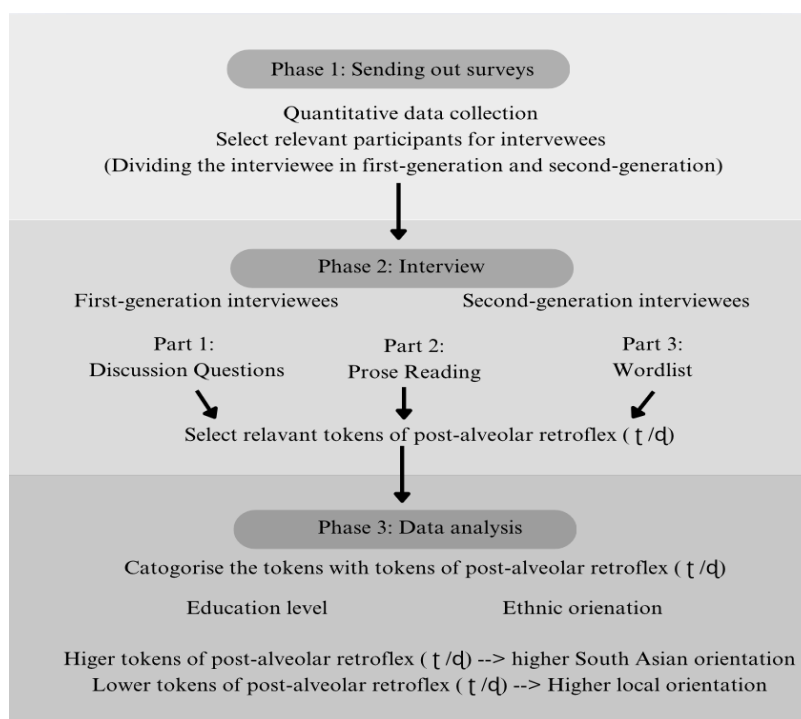 Phase 1: Sending out surveys
Quantitative data collection
Select relevant participants for intervewees
(Dividing the interviewee in first-generation and second-generation)
Phase 2: Interview
First-generation interviewees
Second-generation interviewees
Part 1:
Discussion Questions
Part 2:
Prose Reading
Part 3:
Wordlist
Select relavant tokens of post-alveolar retroflex ( ʈ /ɖ)
Phase 3: Data analysis
Catogorise the tokens with tokens of post-alveolar retroflex ( ʈ /ɖ)
Education level
Ethnic orienation
Higer tokens of post-alveolar retroflex ( ʈ /ɖ) --> higher South Asian orientation
Lower tokens of post-alveolar retroflex ( ʈ /ɖ) --> Higher local orientation